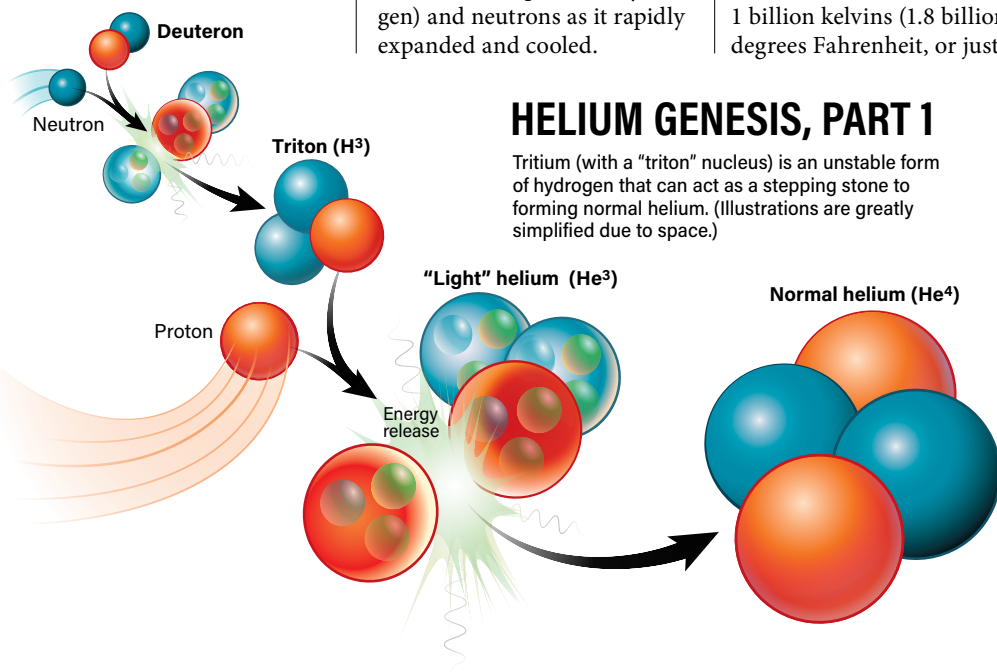 gen) and neutrons as it rapidly
expanded and cooled.
1 billion kelvins (1.8 billion
degrees Fahrenheit, or just
Deuteron
Neutron
HELIUM GENESIS, PART 1
Tritium (with a “triton” nucleus) is an unstable form
of hydrogen that can act as a stepping stone to
forming normal helium. (Illustrations are greatly
simplified due to space.)
Triton (H³)
“Light” helium (He³)
Normal helium (He⁴)
Proton
Energy
release